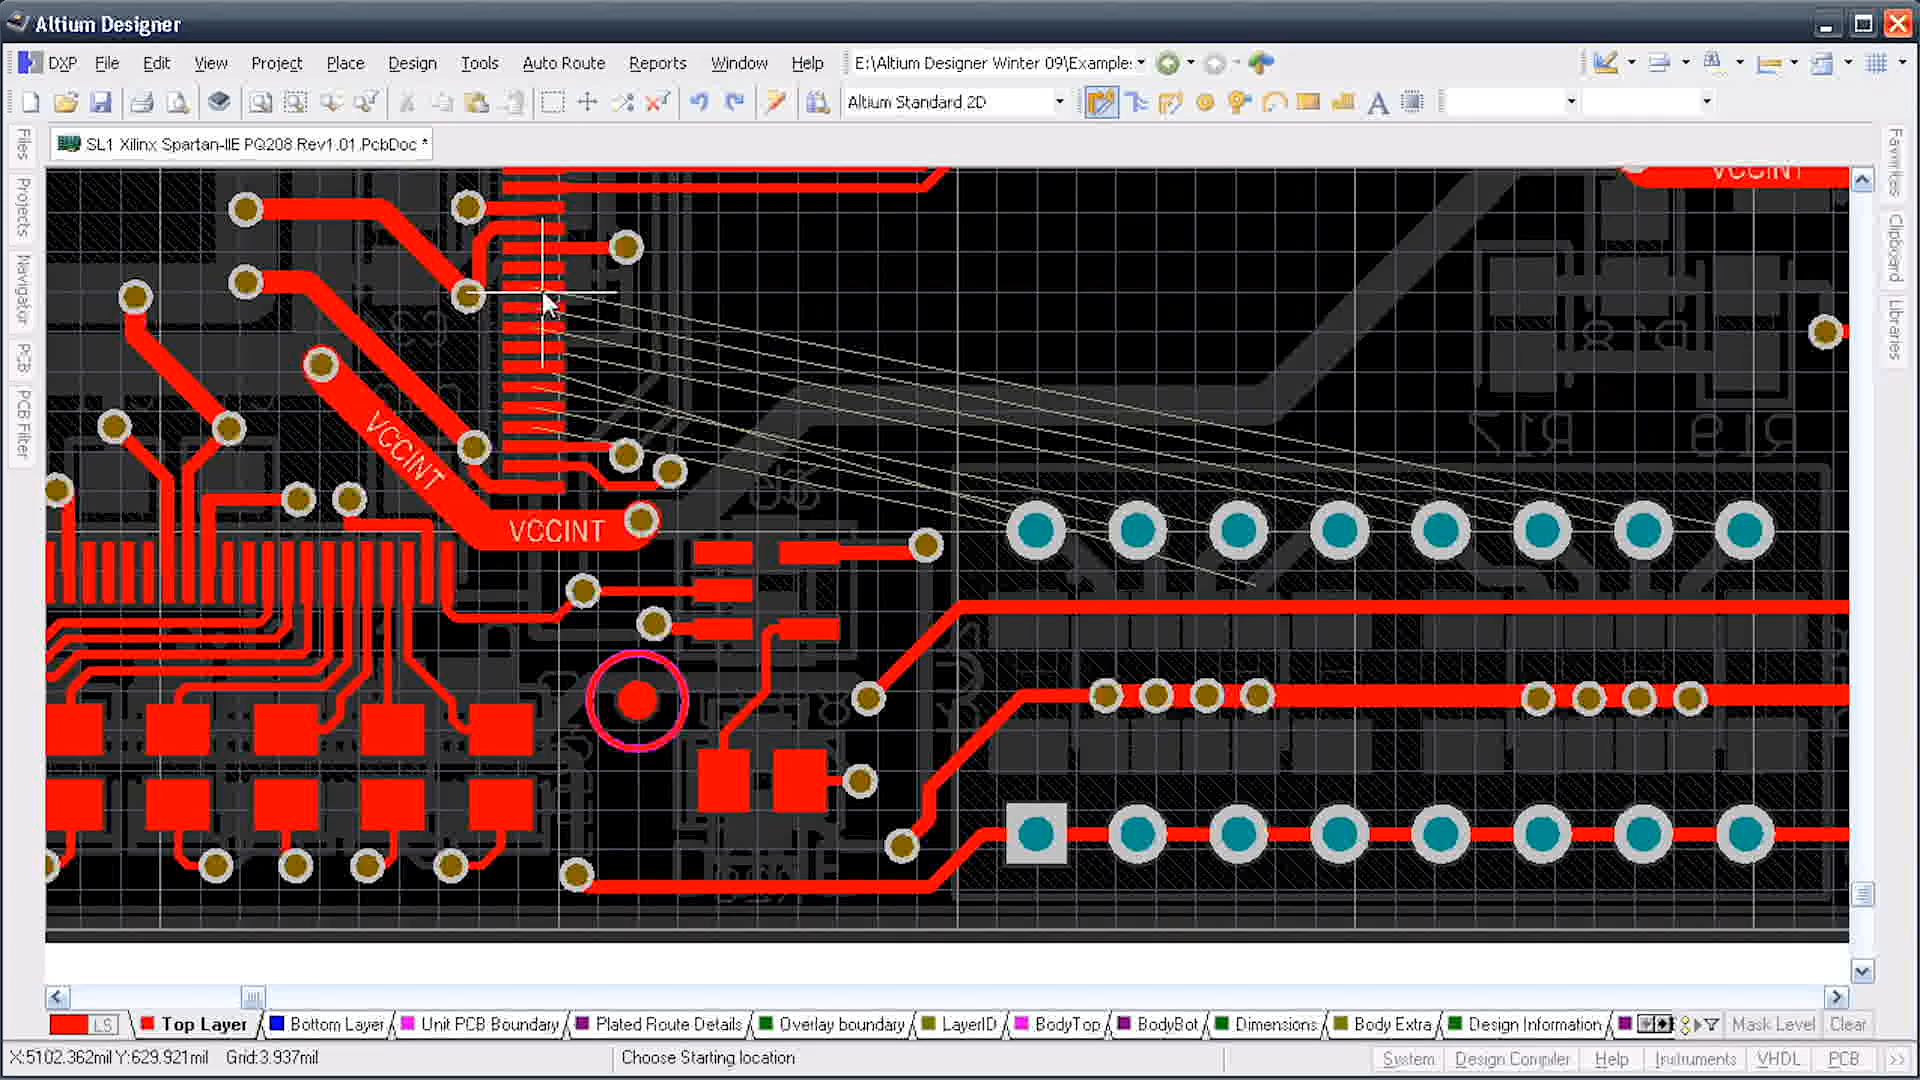 Altium Designer
DXP File Edit View Project Place Design Tools Auto Route Reports Window Help E:\Altium Designer Winter 09\Example:
Altium Standard 2D
SL1 Xilinx Spartan-IIE PQ208 Rev1.01.PcbDoc *
Files
Projects
Navigator
PCB
PCB Filter
Favorites
Clipboard
Libraries
VCCINT
VCCINT
VCCINT
R18
R17
R19
LS Top Layer Bottom Layer Unit PCB Boundary Plated Route Details Overlay boundary LayerID BodyTop BodyBot Dimensions Body Extra Design Information Mask Level Clear
X:5102.362mil Y:629.921mil Grid:3.937mil Choose Starting location System Design Compiler Help Instruments VHDL PCB >>